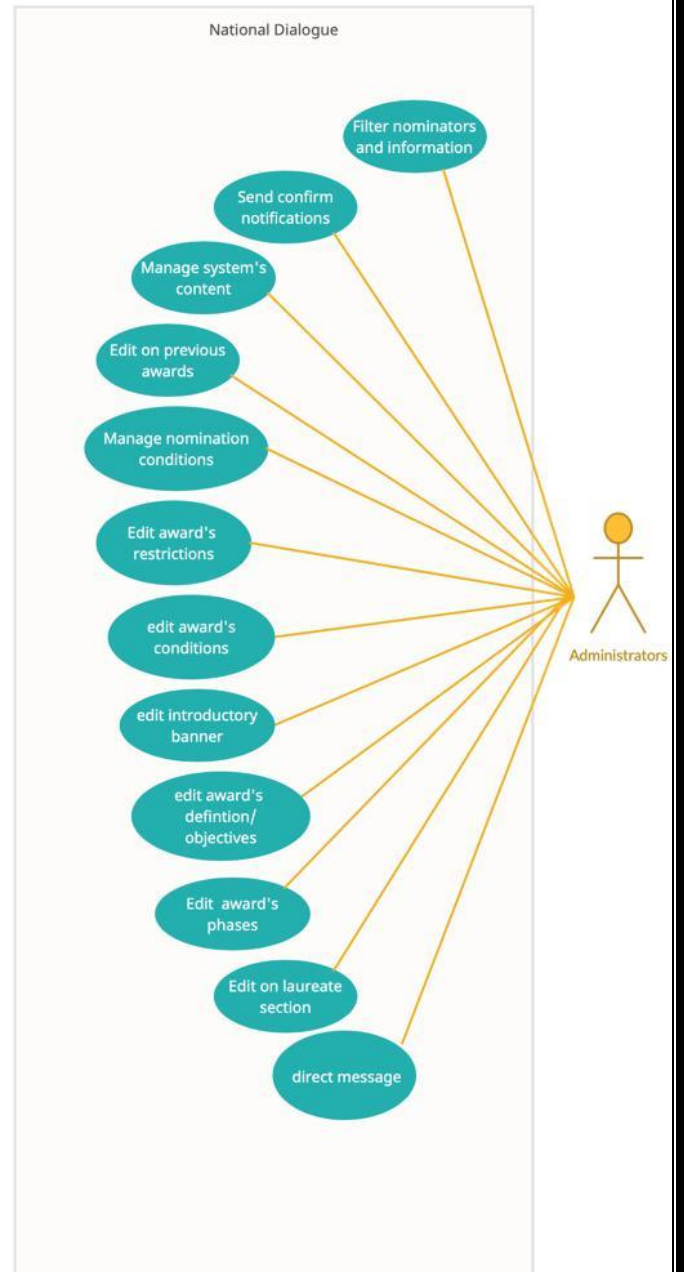 National Dialogue
Filter nominators
and information
Send confirm
notifications
Manage system's
content
Edit on previous
awards
Manage nomination
conditions
Edit award's
restrictions
edit award's
conditions
edit introductory
banner
edit award's
defintion/
objectives
Edit award's
phases
Edit on laureate
section
direct message
Administrators